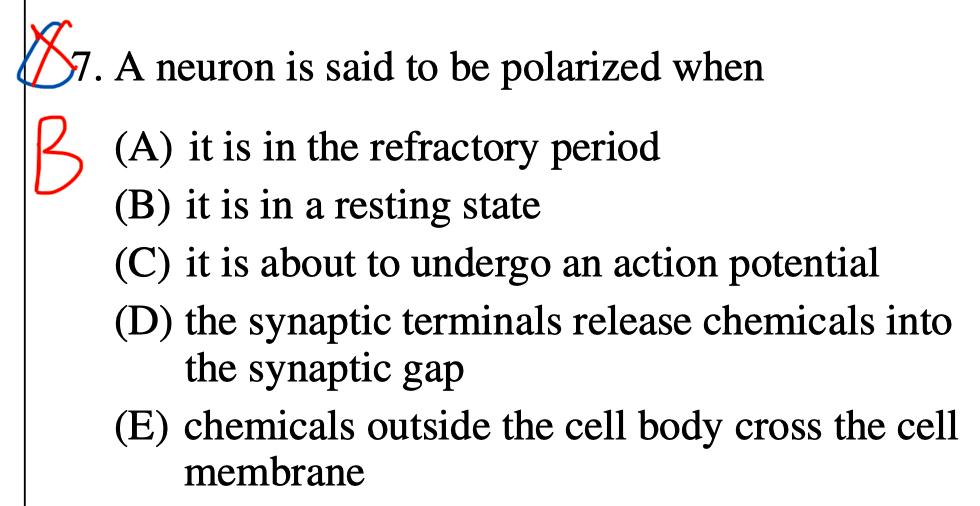 7. A neuron is said to be polarized when
B
(A) it is in the refractory period
(B) it is in a resting state
(C) it is about to undergo an action potential
(D) the synaptic terminals release chemicals into
the synaptic gap
(E) chemicals outside the cell body cross the cell
membrane